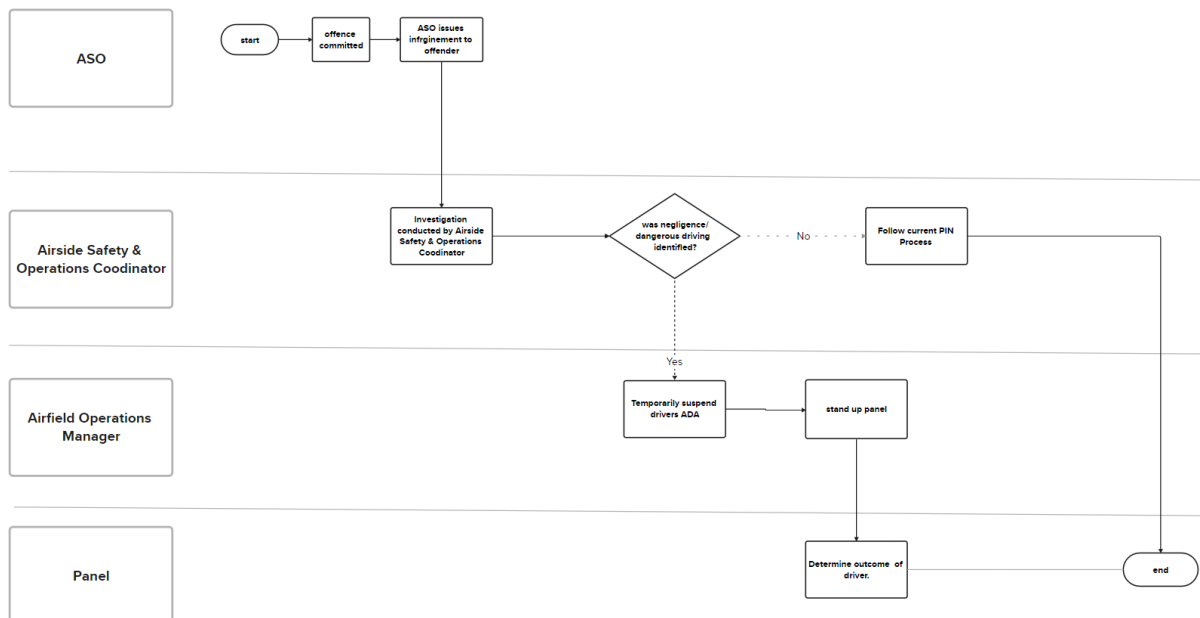 ASO
start
offence
committed
ASO issues
infrginement to
offender
Airside Safety &
Operations Coodinator
Investigation
conducted by Airside
Safety & Operations
Coodinator
was negligence/
dangerous driving
identified?
No
Follow current PIN
Process
Yes
Airfield Operations
Manager
Temporarily suspend
drivers ADA
stand up panel
Panel
Determine outcome of
driver.
end